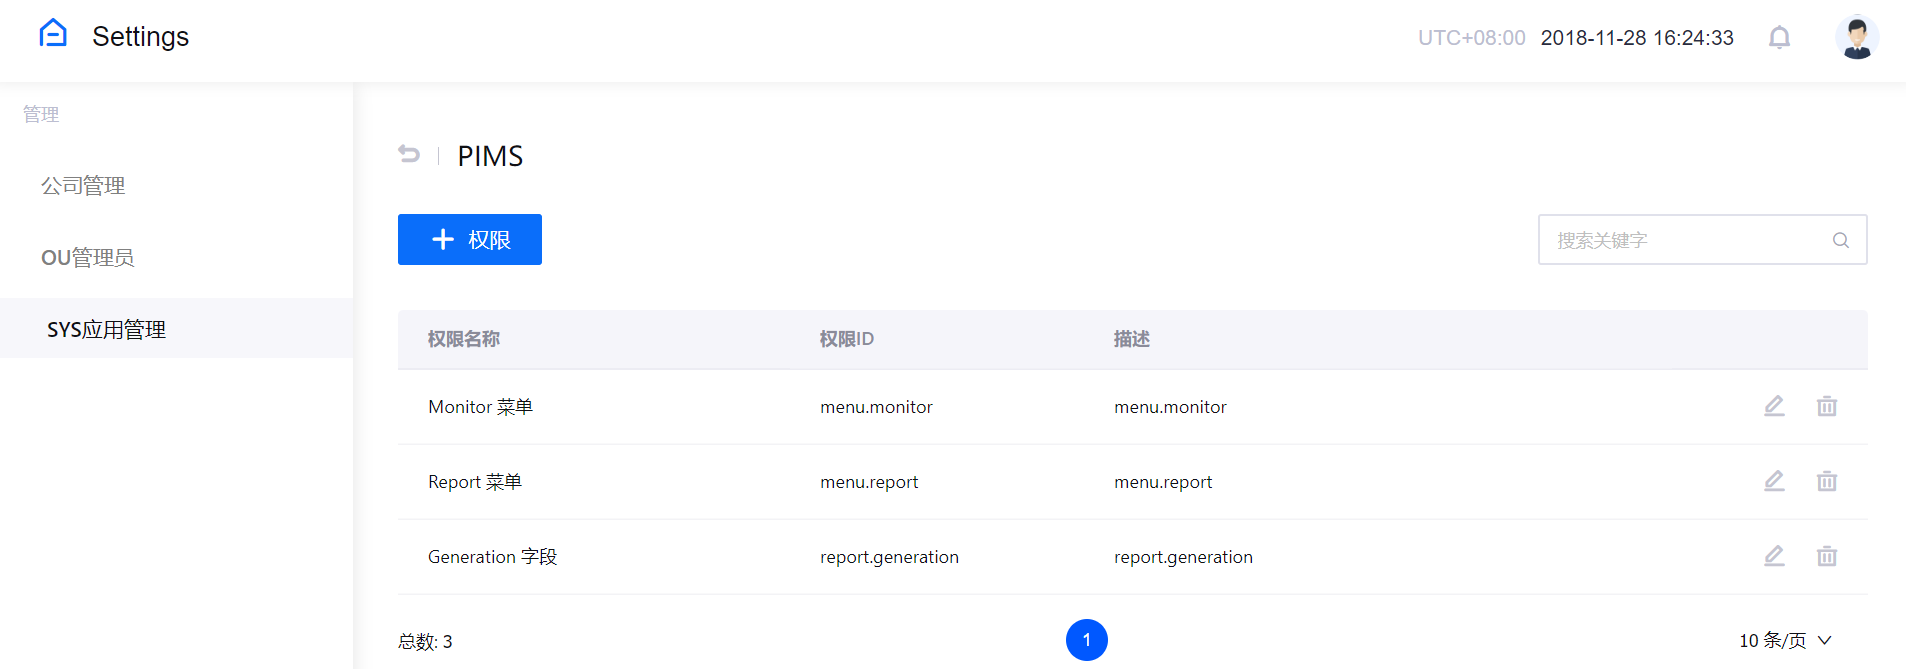 Settings
UTC+08:00 2018-11-28 16:24:33
管理
公司管理
OU管理员
SYS应用管理
PIMS
权限
搜索关键字
权限名称 权限ID 描述
Monitor 菜单 menu.monitor menu.monitor
Report 菜单 menu.report menu.report
Generation 字段 report.generation report.generation
总数: 3 1 10 条/页